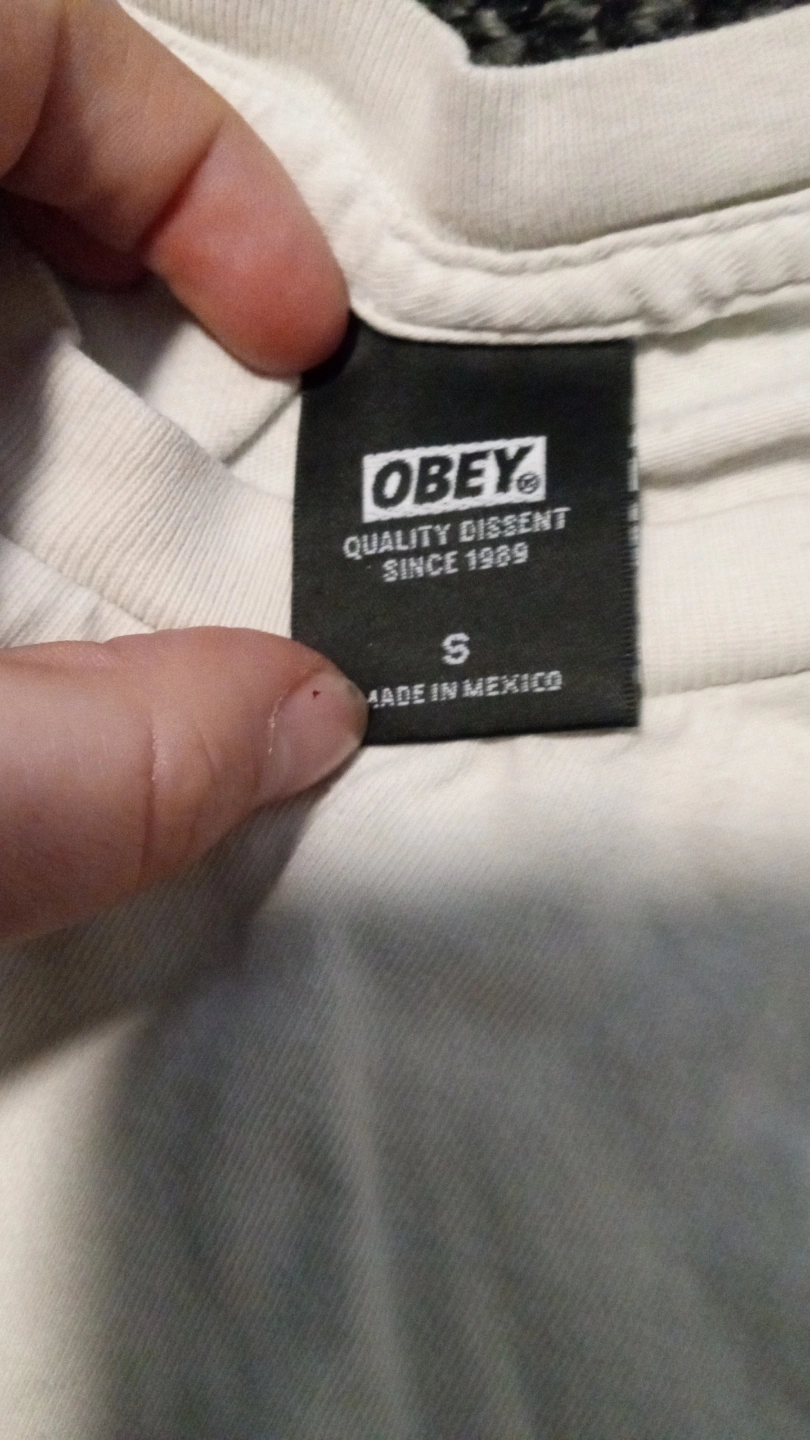 OBEY®
QUALITY DISSENT
SINCE 1989
S
MADE IN MEXICO